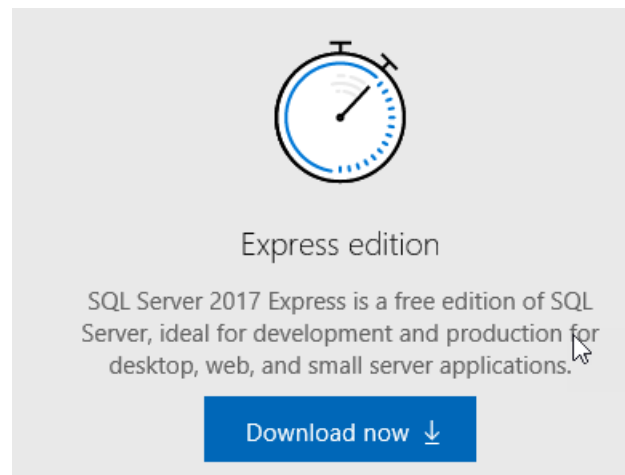 Express edition
SQL Server 2017 Express is a free edition of SQL
Server, ideal for development and production for
desktop, web, and small server applications.
Download now